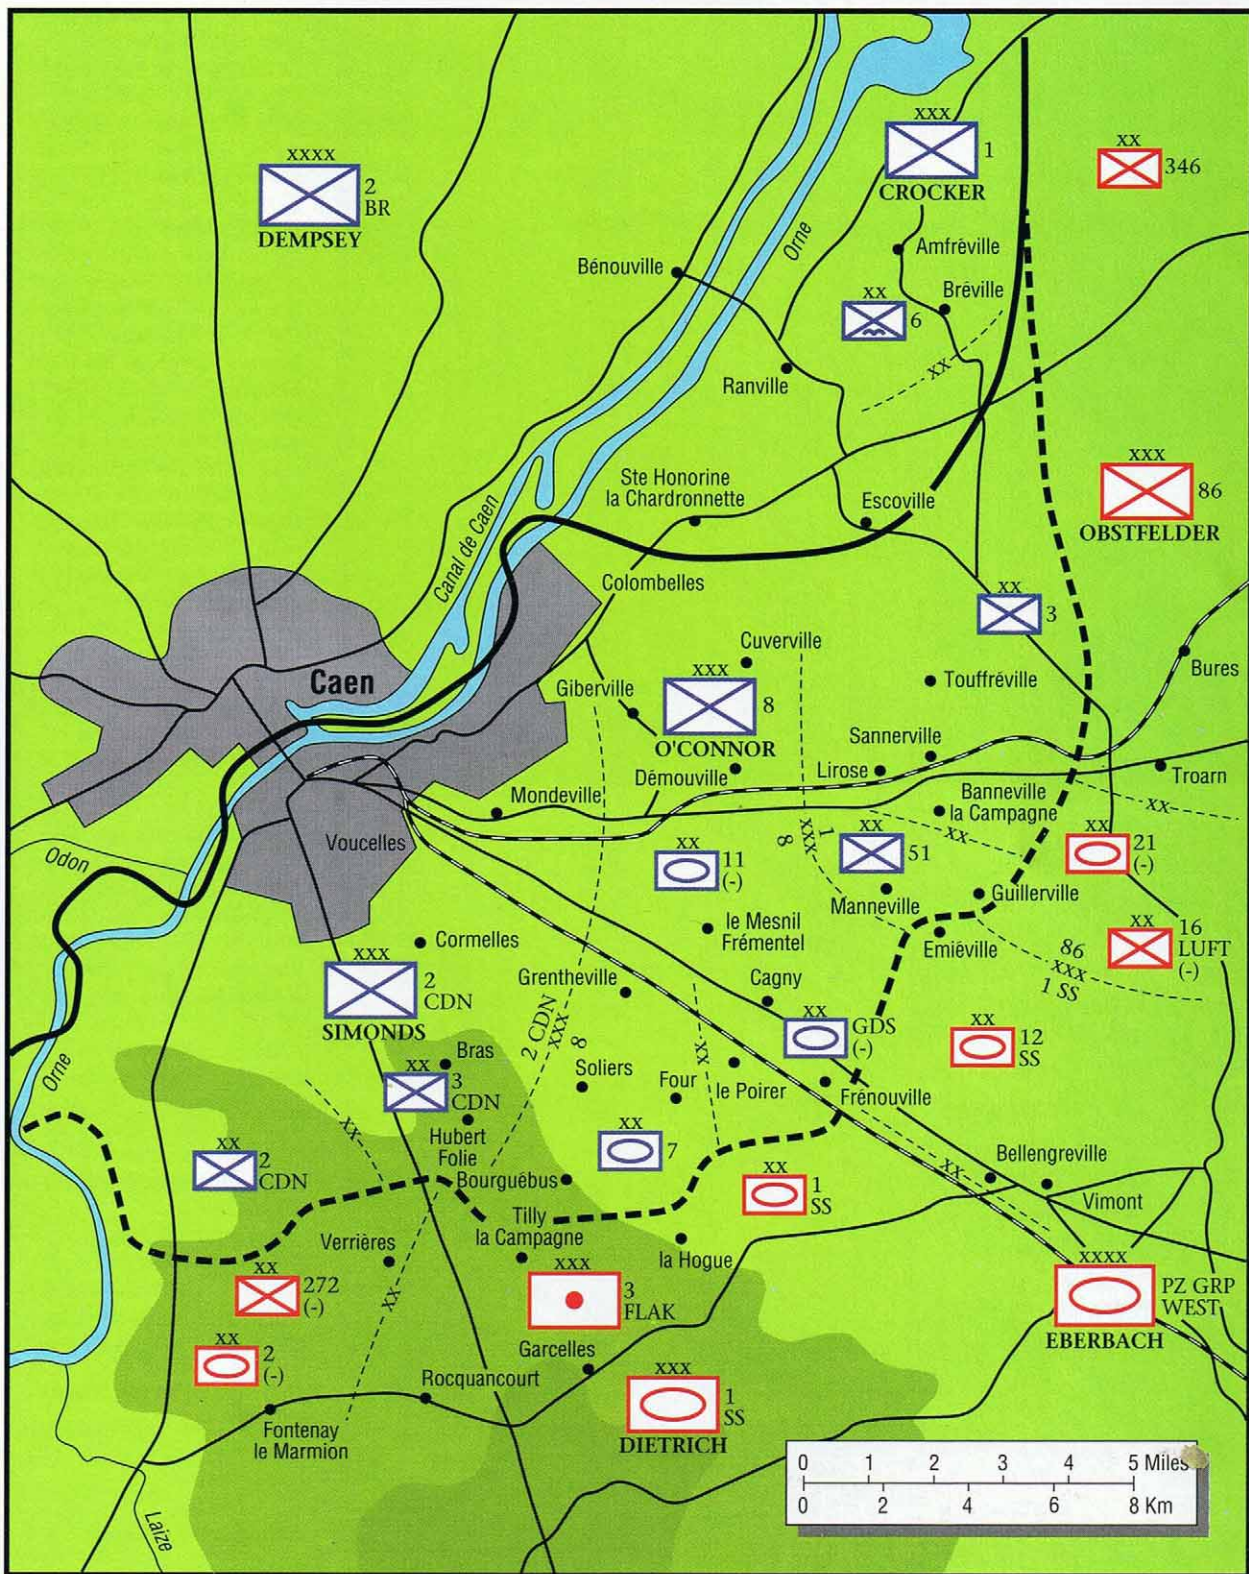 XXXX
2
BR
DEMPSEY
XXX
1
CROCKER
XX
346
Amfréville
Orne
Bénouville
Bréville
XX
6
XX
Ranville
Ste Honorine
la Chardronnette
Escoville
XXX
86
OBSTFELDER
Canal de Caen
Colombelles
XX
3
Cuverville
Bures
Touffréville
Caen
Giberville
XXX
8
O'CONNOR
Sannerville
Démouville
Lirose
Troarn
Mondeville
Banneville
la Campagne
XX
XX
Voucelles
1
XXX
8
XX
51
XX
21
(-)
XX
11
(-)
Odon
Manneville
Guillerville
le Mesnil
Frémentel
Emiéville
XX
16
LUFT
(-)
Cormelles
86
XXX
1 SS
XXX
2
CDN
SIMONDS
Grentheville
Cagny
2 CDN
XXX
8
XX
GDS
(-)
XX
12
SS
Orne
Bras
XX
3
CDN
Soliers
Four
XX
le Poirer
Frénouville
XX
Hubert
Folie
XX
7
XX
2
CDN
Bourguébus
XX
1
SS
XX
Bellengreville
Vimont
Tilly
la Campagne
Verrières
la Hogue
XX
272
(-)
XX
XXX
3
FLAK
XXXX
PZ GRP
WEST
EBERBACH
XX
2
(-)
Garcelles
Rocquancourt
XXX
1
SS
DIETRICH
Fontenay
le Marmion
Laize
0 1 2 3 4 5 Miles
0 2 4 6 8 Km